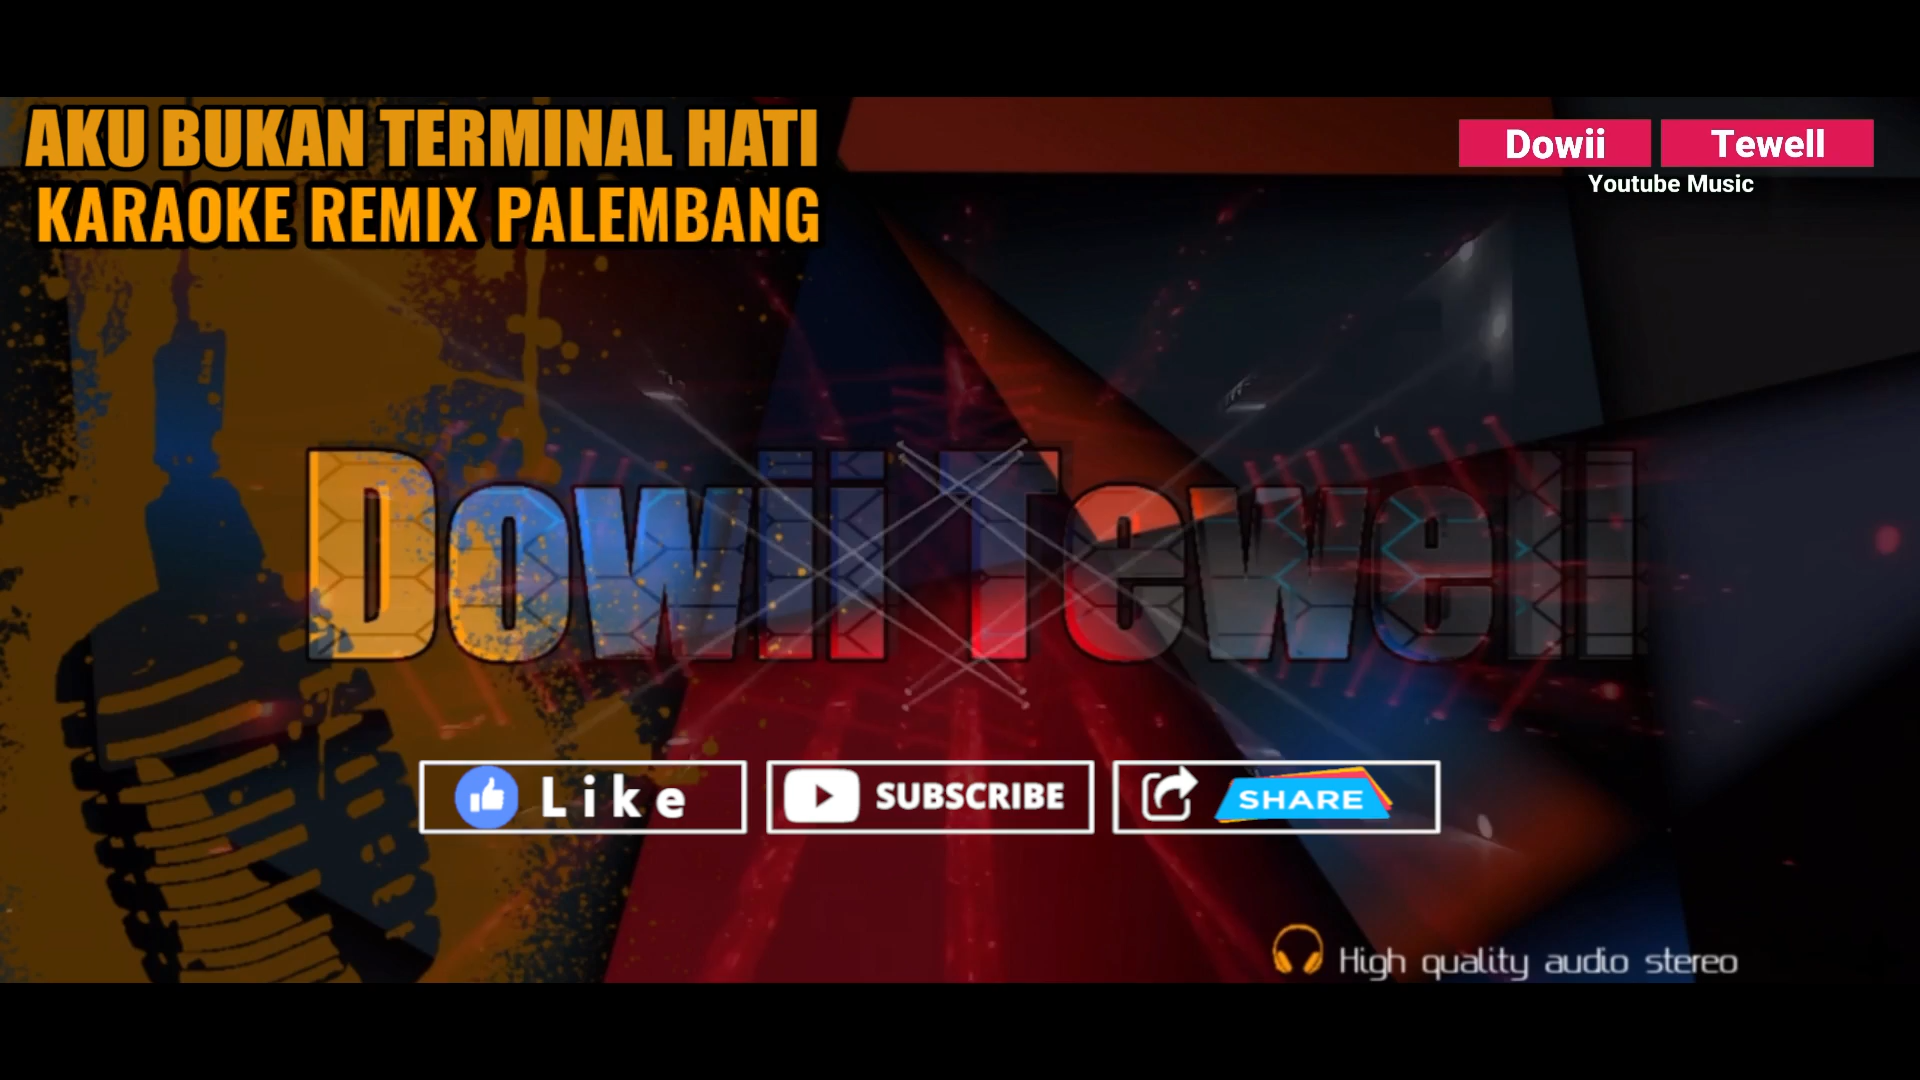 AKU BUKAN TERMINAL HATI
KARAOKE REMIX PALEMBANG
Dowii Tewell
Youtube Music
Dowii Tewell
Like
SUBSCRIBE
SHARE
High quality audio stereo